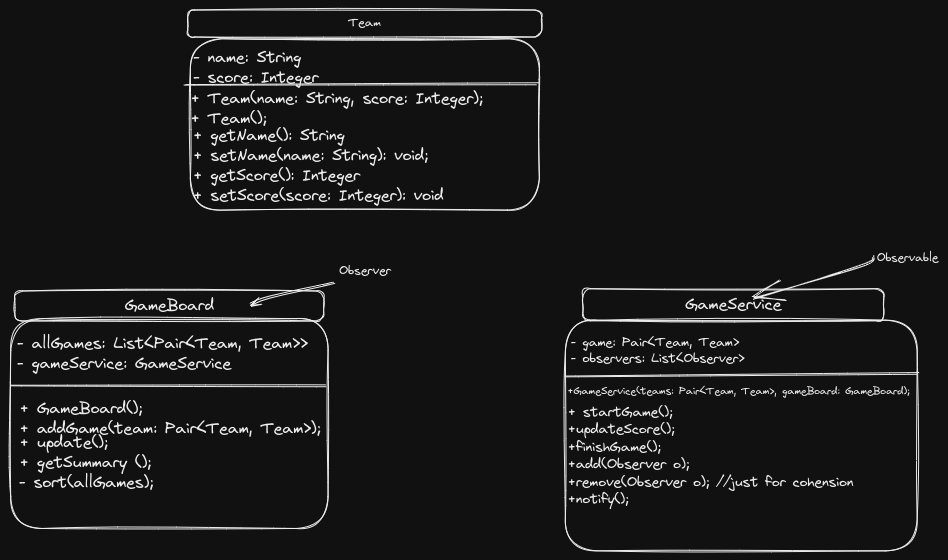 Team
- name: String
- score: Integer
+ Team(name: String, score: Integer);
+ Team();
+ getName(): String
+ setName(name: String): void;
+ getScore(): Integer
+ setScore(score: Integer): void
Observer
GameBoard
- allGames: List<Pair<Team, Team>>
- gameService: GameService
+ GameBoard();
+ addGame(team: Pair<Team, Team>);
+ update();
+ getSummary ();
- sort(allGames);
Observable
GameService
- game: Pair<Team, Team>
- observers: List<Observer>
+GameService(teams: Pair<Team, Team>, gameBoard: GameBoard);
+ startGame();
+updateScore();
+finishGame();
+add(Observer o);
+remove(Observer o); //just for cohension
+notify();